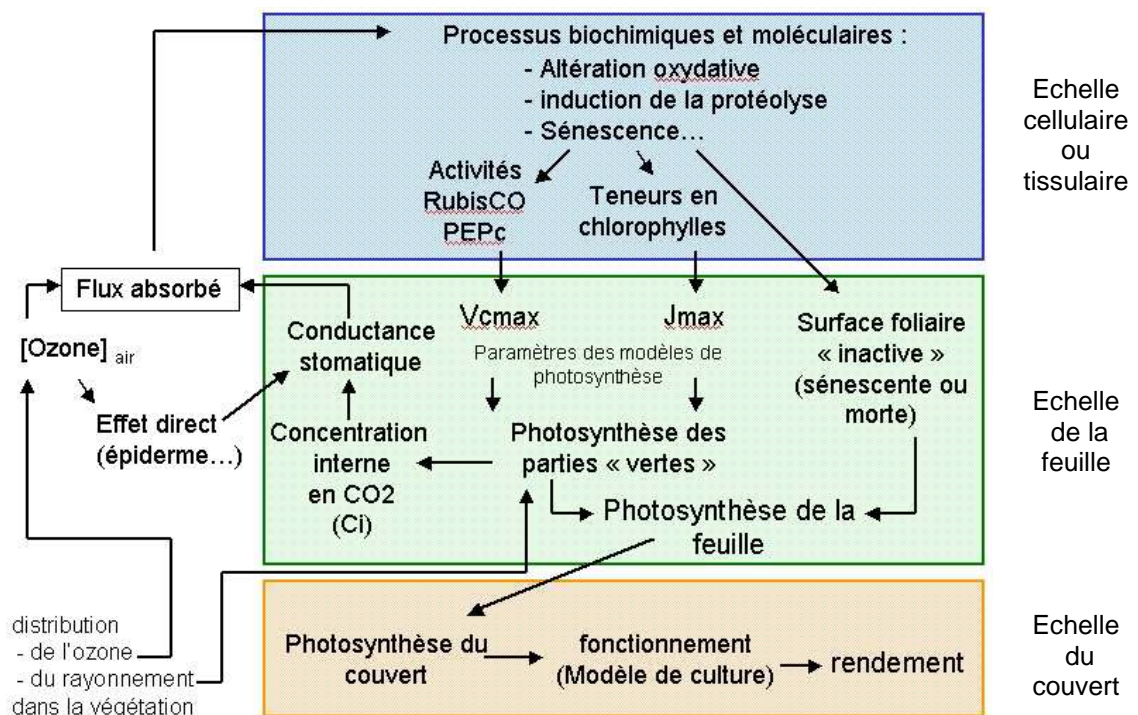 Processus biochimiques et moléculaires :
- Altération oxydative
- induction de la protéolyse
- Sénescence…
Activités
RubisCO
PEPc
Teneurs en
chlorophylles
Echelle
cellulaire
ou
tissulaire
Flux absorbé
[Ozone] air
Effet direct
(épiderme…)
Conductance
stomatique
Vcmax
Jmax
Paramètres des modèles de
photosynthèse
Surface foliaire
« inactive »
(sénescente ou
morte)
Concentration
interne
en CO2
(Ci)
Photosynthèse des
parties « vertes »
Photosynthèse de la
feuille
Echelle
de la
feuille
distribution
- de l'ozone
- du rayonnement
dans la végétation
Photosynthèse du
couvert
fonctionnement
(Modèle de culture)
rendement
Echelle
du
couvert